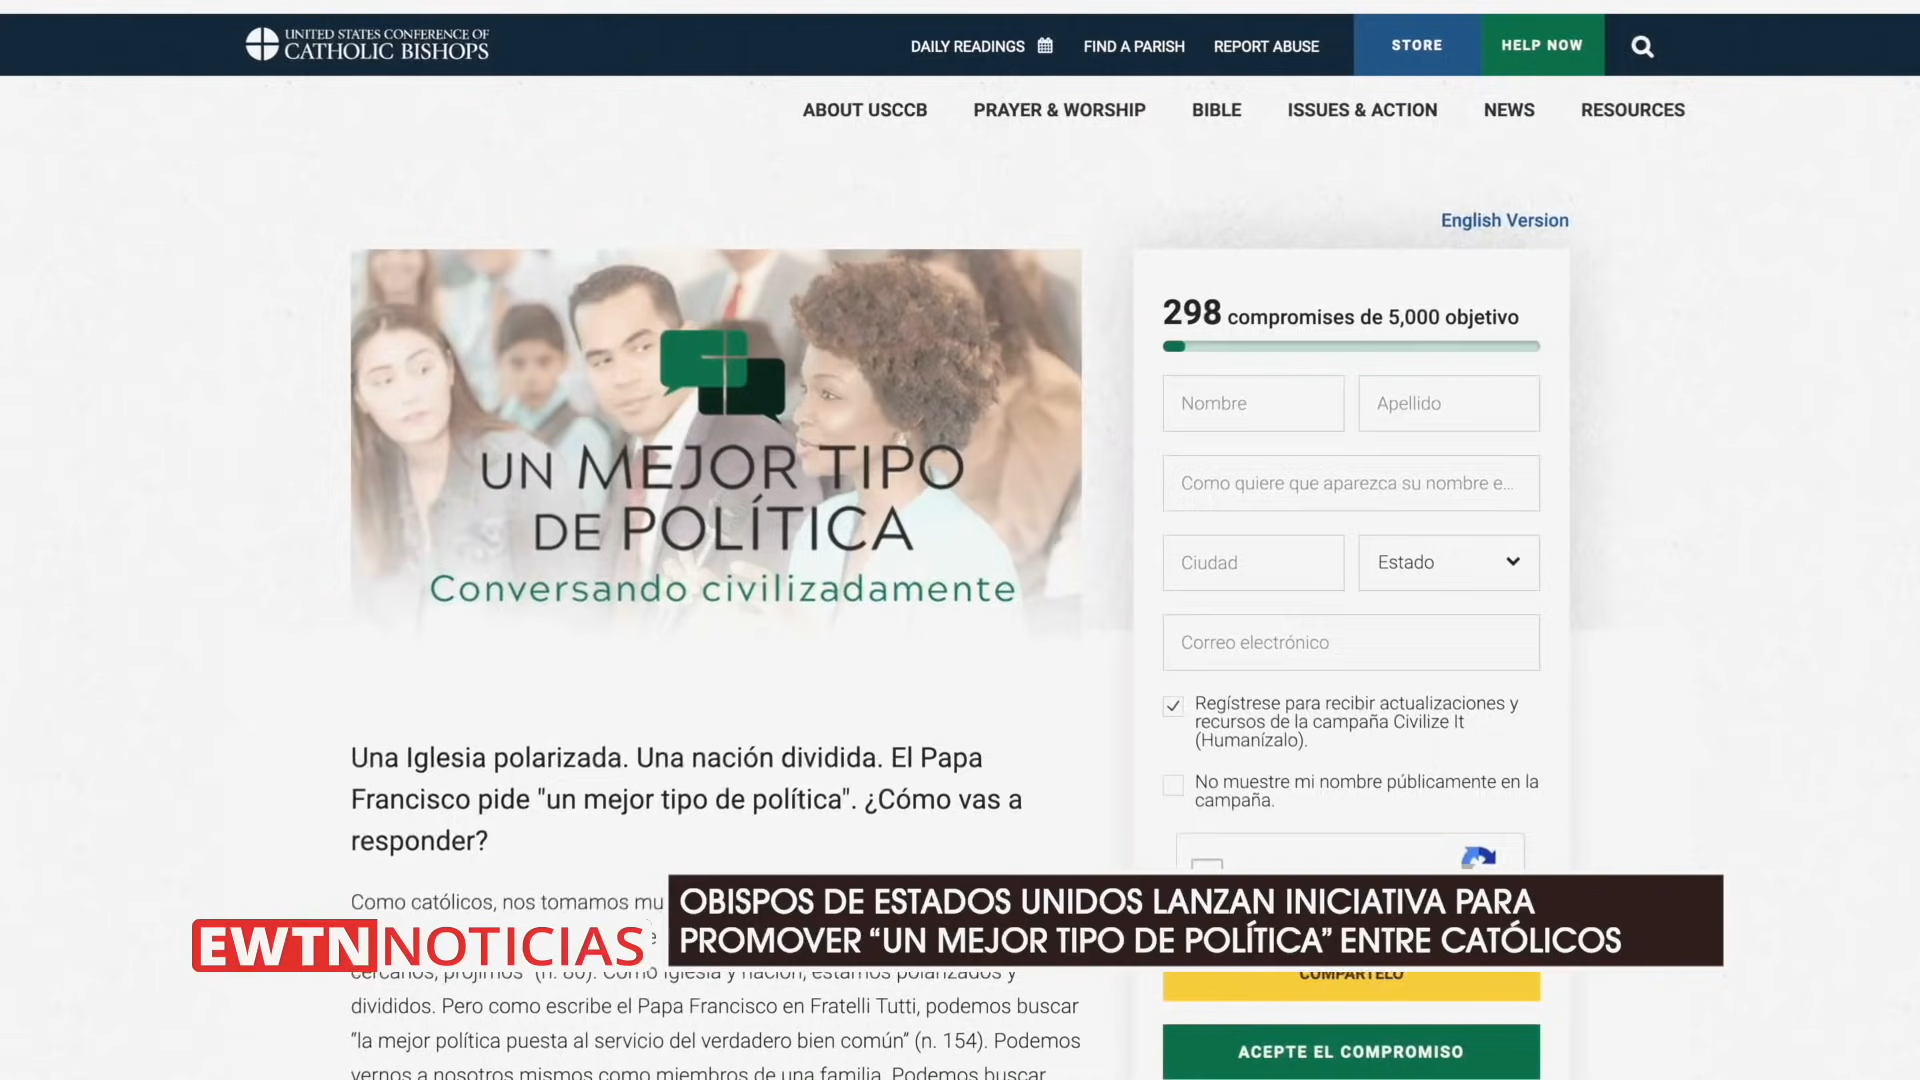 UNITED STATES CONFERENCE OF
CATHOLIC BISHOPS
DAILY READINGS
FIND A PARISH
REPORT ABUSE
STORE
HELP NOW
ABOUT USCCB
PRAYER & WORSHIP
BIBLE
ISSUES & ACTION
NEWS
RESOURCES
English Version
UN MEJOR TIPO
DE POLÍTICA
Conversando civilizadamente
298 compromises de 5,000 objetivo
Nombre
Apellido
Como quiere que aparezca su nombre e...
Ciudad
Estado
Correo electrónico
Regístrese para recibir actualizaciones y
recursos de la campaña Civilize It
(Humanízalo).
No muestre mi nombre públicamente en la
campaña.
Una Iglesia polarizada. Una nación dividida. El Papa
Francisco pide "un mejor tipo de política". ¿Cómo vas a
responder?
Como católicos, nos tomamos mu
OBISPOS DE ESTADOS UNIDOS LANZAN INICIATIVA PARA
PROMOVER “UN MEJOR TIPO DE POLÍTICA” ENTRE CATÓLICOS
EWTN NOTICIAS
cercanos, prójimos” (n. 80). Como Iglesia y nación, estamos polarizados y
divididos. Pero como escribe el Papa Francisco en Fratelli Tutti, podemos buscar
“la mejor política puesta al servicio del verdadero bien común” (n. 154). Podemos
vernos a nosotros mismos como miembros de una familia. Podemos buscar
COMPÁRTELO
ACEPTE EL COMPROMISO